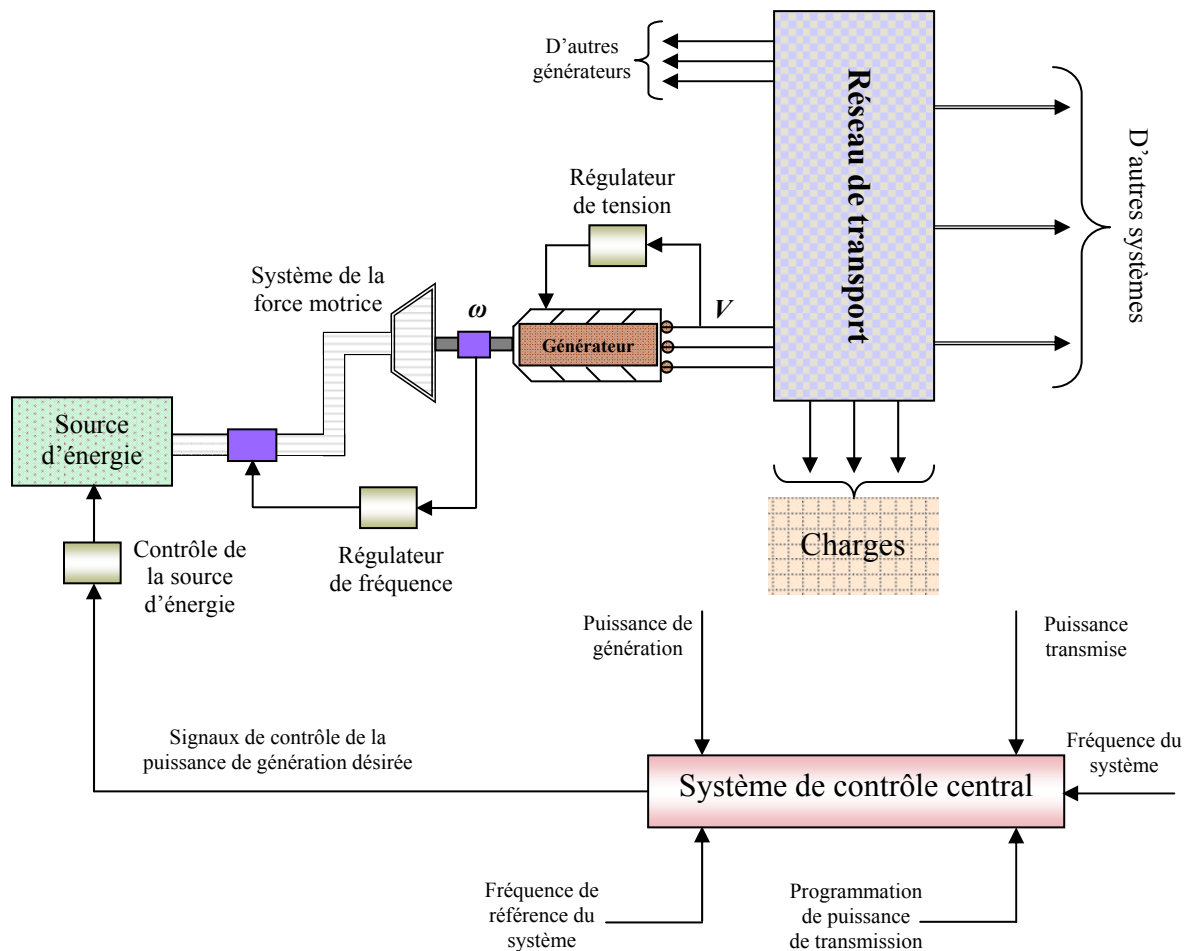 D'autres
générateurs
Réseau de transport
D'autres systèmes
Régulateur
de tension
Système de la
force motrice
ω
V
Générateur
Source
d'énergie
Contrôle de
la source
d'énergie
Régulateur
de fréquence
Charges
Puissance de
génération
Puissance
transmise
Signaux de contrôle de la
puissance de génération désirée
Fréquence du
système
Système de contrôle central
Fréquence de
référence du
système
Programmation
de puissance
de transmission